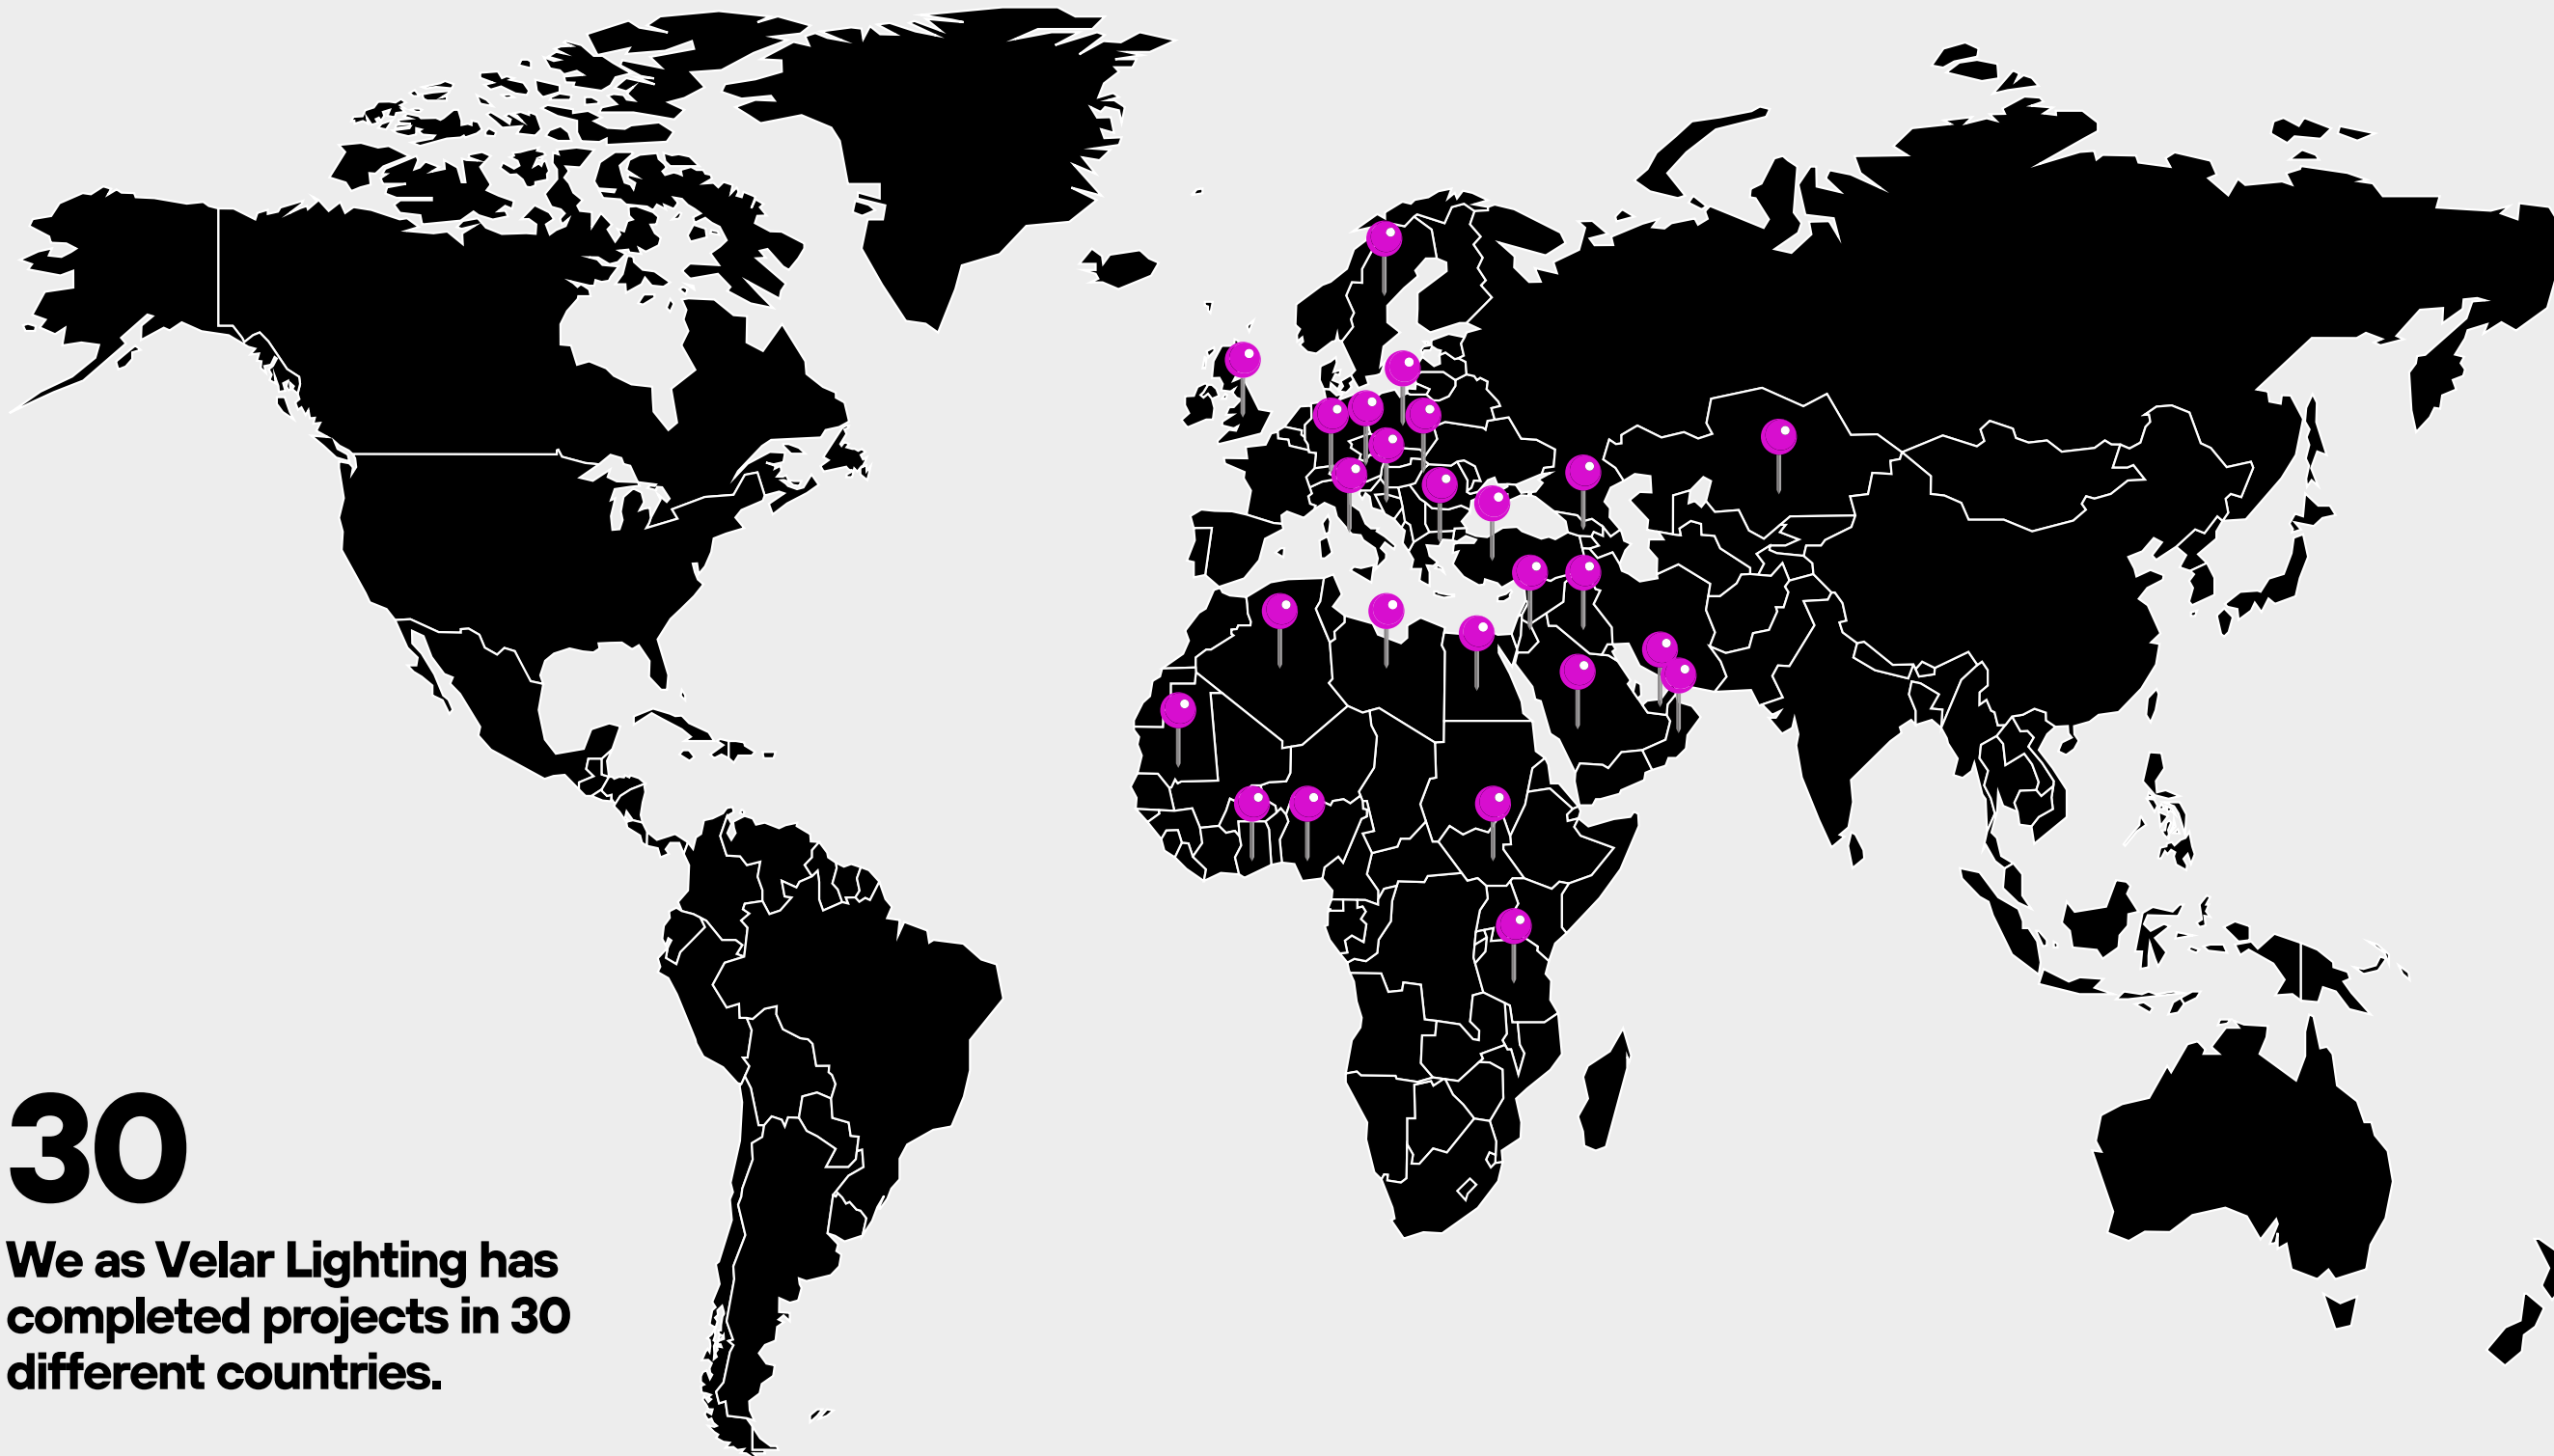 30
We as Velar Lighting has
completed projects in 30
different countries.